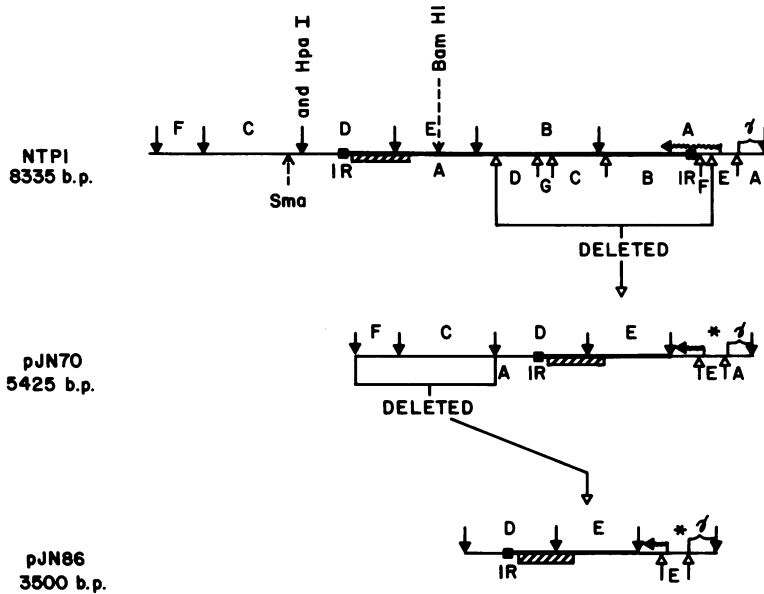 and Hpa I
Bam HI
F C D E B A γ
NTP1
8335 b.p.
IR A D G C B IR F E A
Sma
DELETED
F C D E * γ
pJN70
5425 b.p.
A IR E A
DELETED
D E * γ
pJN86
3500 b.p.
IR E